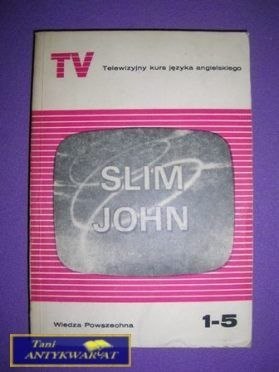 TV
Telewizyjny kurs języka angielskiego
SLIM
JOHN
Wiedza Powszechna
1-5
Tani
ANTYKWARIAT